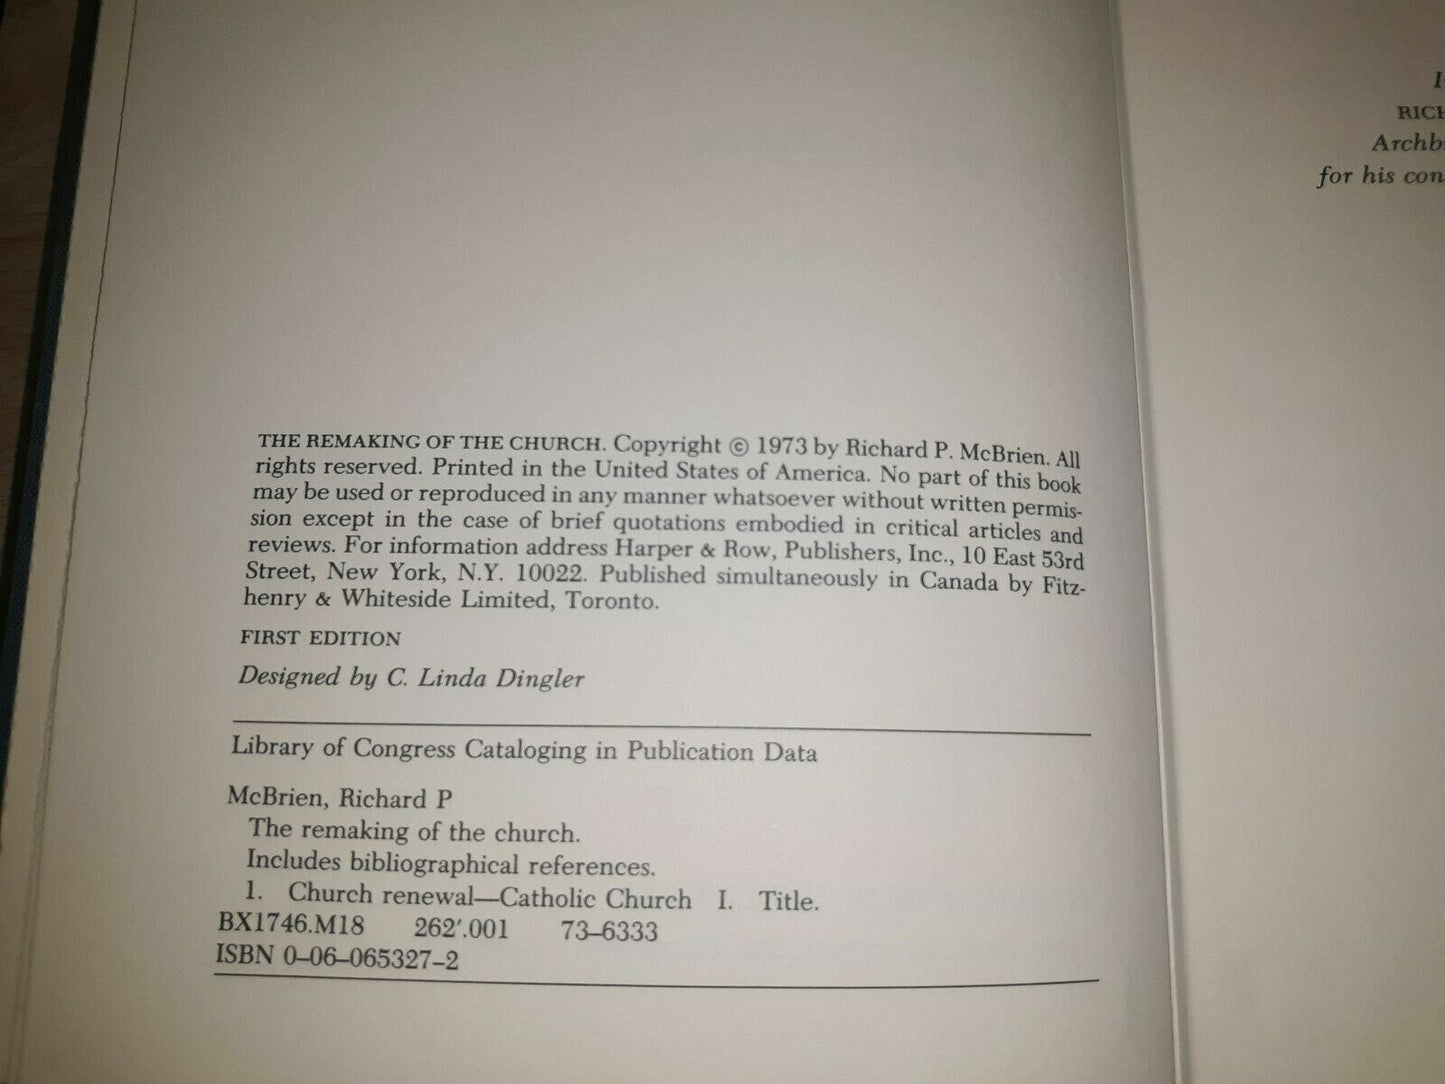 THE REMAKING OF THE CHURCH. Copyright © 1973 by Richard P. McBrien. All
rights reserved. Printed in the United States of America. No part of this book
may be used or reproduced in any manner whatsoever without written permis-
sion except in the case of brief quotations embodied in critical articles and
reviews. For information address Harper & Row, Publishers, Inc., 10 East 53rd
Street, New York, N.Y. 10022. Published simultaneously in Canada by Fitz-
henry & Whiteside Limited, Toronto.
FIRST EDITION
Designed by C. Linda Dingler
Library of Congress Cataloging in Publication Data
McBrien, Richard P
The remaking of the church.
Includes bibliographical references.
1. Church renewal—Catholic Church I. Title.
BX1746.M18 262′.001 73–6333
ISBN 0–06–065327–2
for his